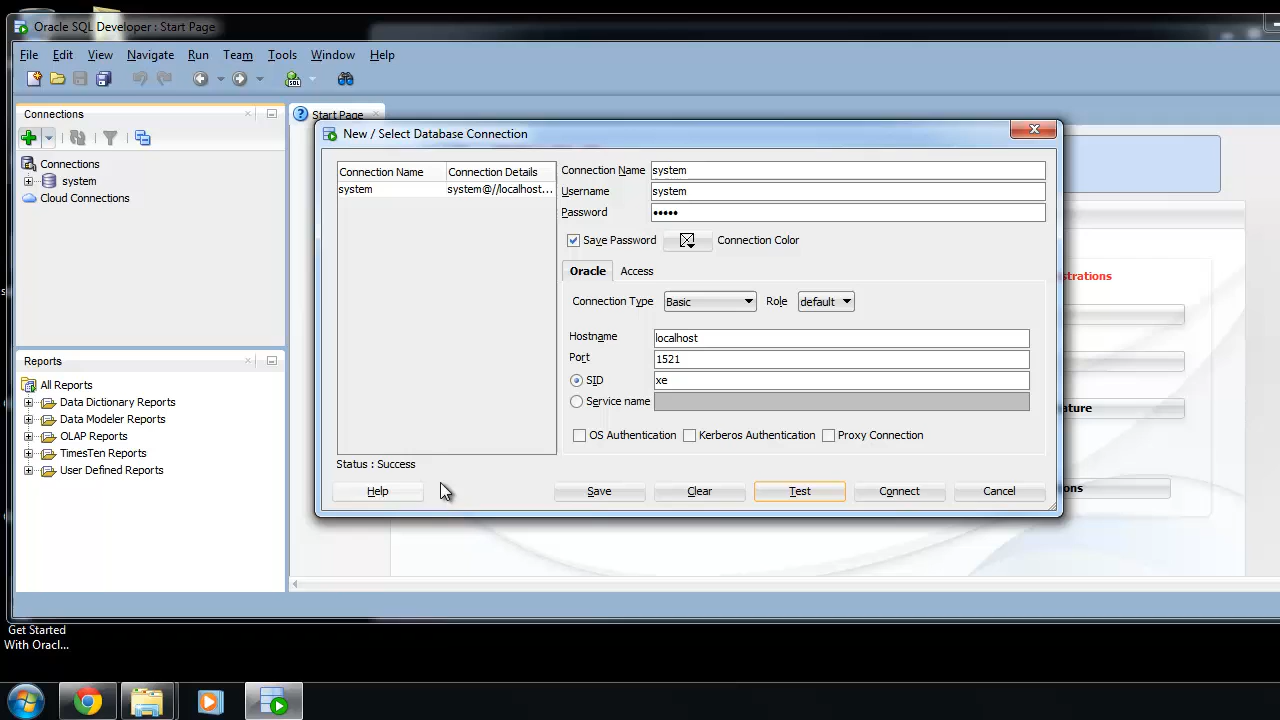 Oracle SQL Developer : Start Page
File Edit View Navigate Run Team Tools Window Help
Connections
Connections
system
Cloud Connections
Reports
All Reports
Data Dictionary Reports
Data Modeler Reports
OLAP Reports
TimesTen Reports
User Defined Reports
Start Page
New / Select Database Connection
Connection Name Connection Details
system system@//localhost...
Connection Name system
Username system
Password •••••
Save Password Connection Color
Oracle Access
Connection Type Basic Role default
Hostname localhost
Port 1521
SID xe
Service name
OS Authentication Kerberos Authentication Proxy Connection
Status : Success
Help Save Clear Test Connect Cancel
strations
ature
ons
Get Started
With Oracl...